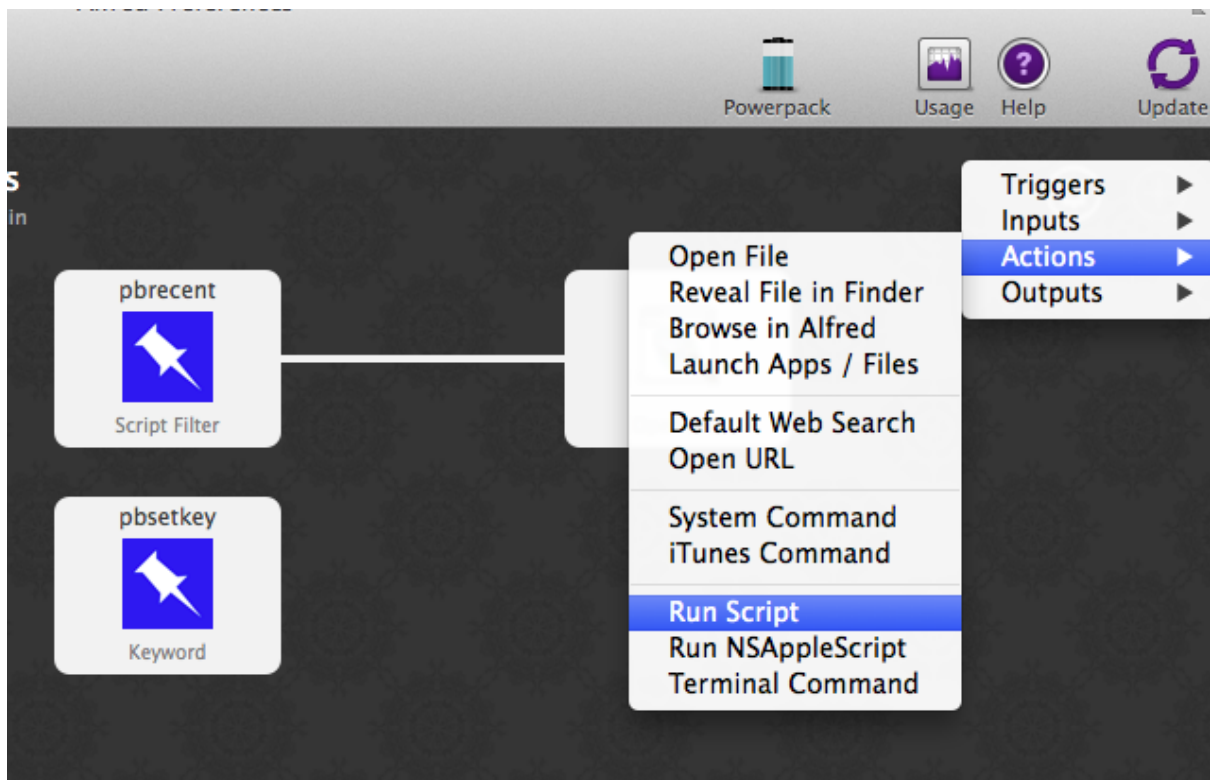 Powerpack
Usage
Help
Update
s
in
Triggers
Inputs
Actions
Outputs
Open File
Reveal File in Finder
Browse in Alfred
Launch Apps / Files
Default Web Search
Open URL
System Command
iTunes Command
Run Script
Run NSAppleScript
Terminal Command
pbrecent
Script Filter
pbsetkey
Keyword